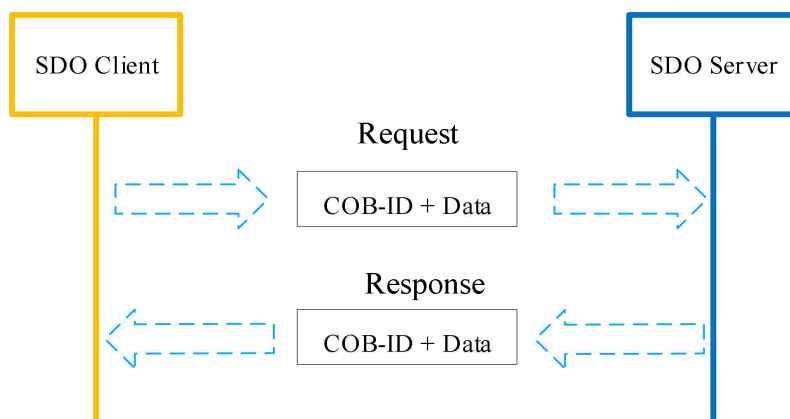 SDO Client
SDO Server
Request
COB-ID + Data
Response
COB-ID + Data